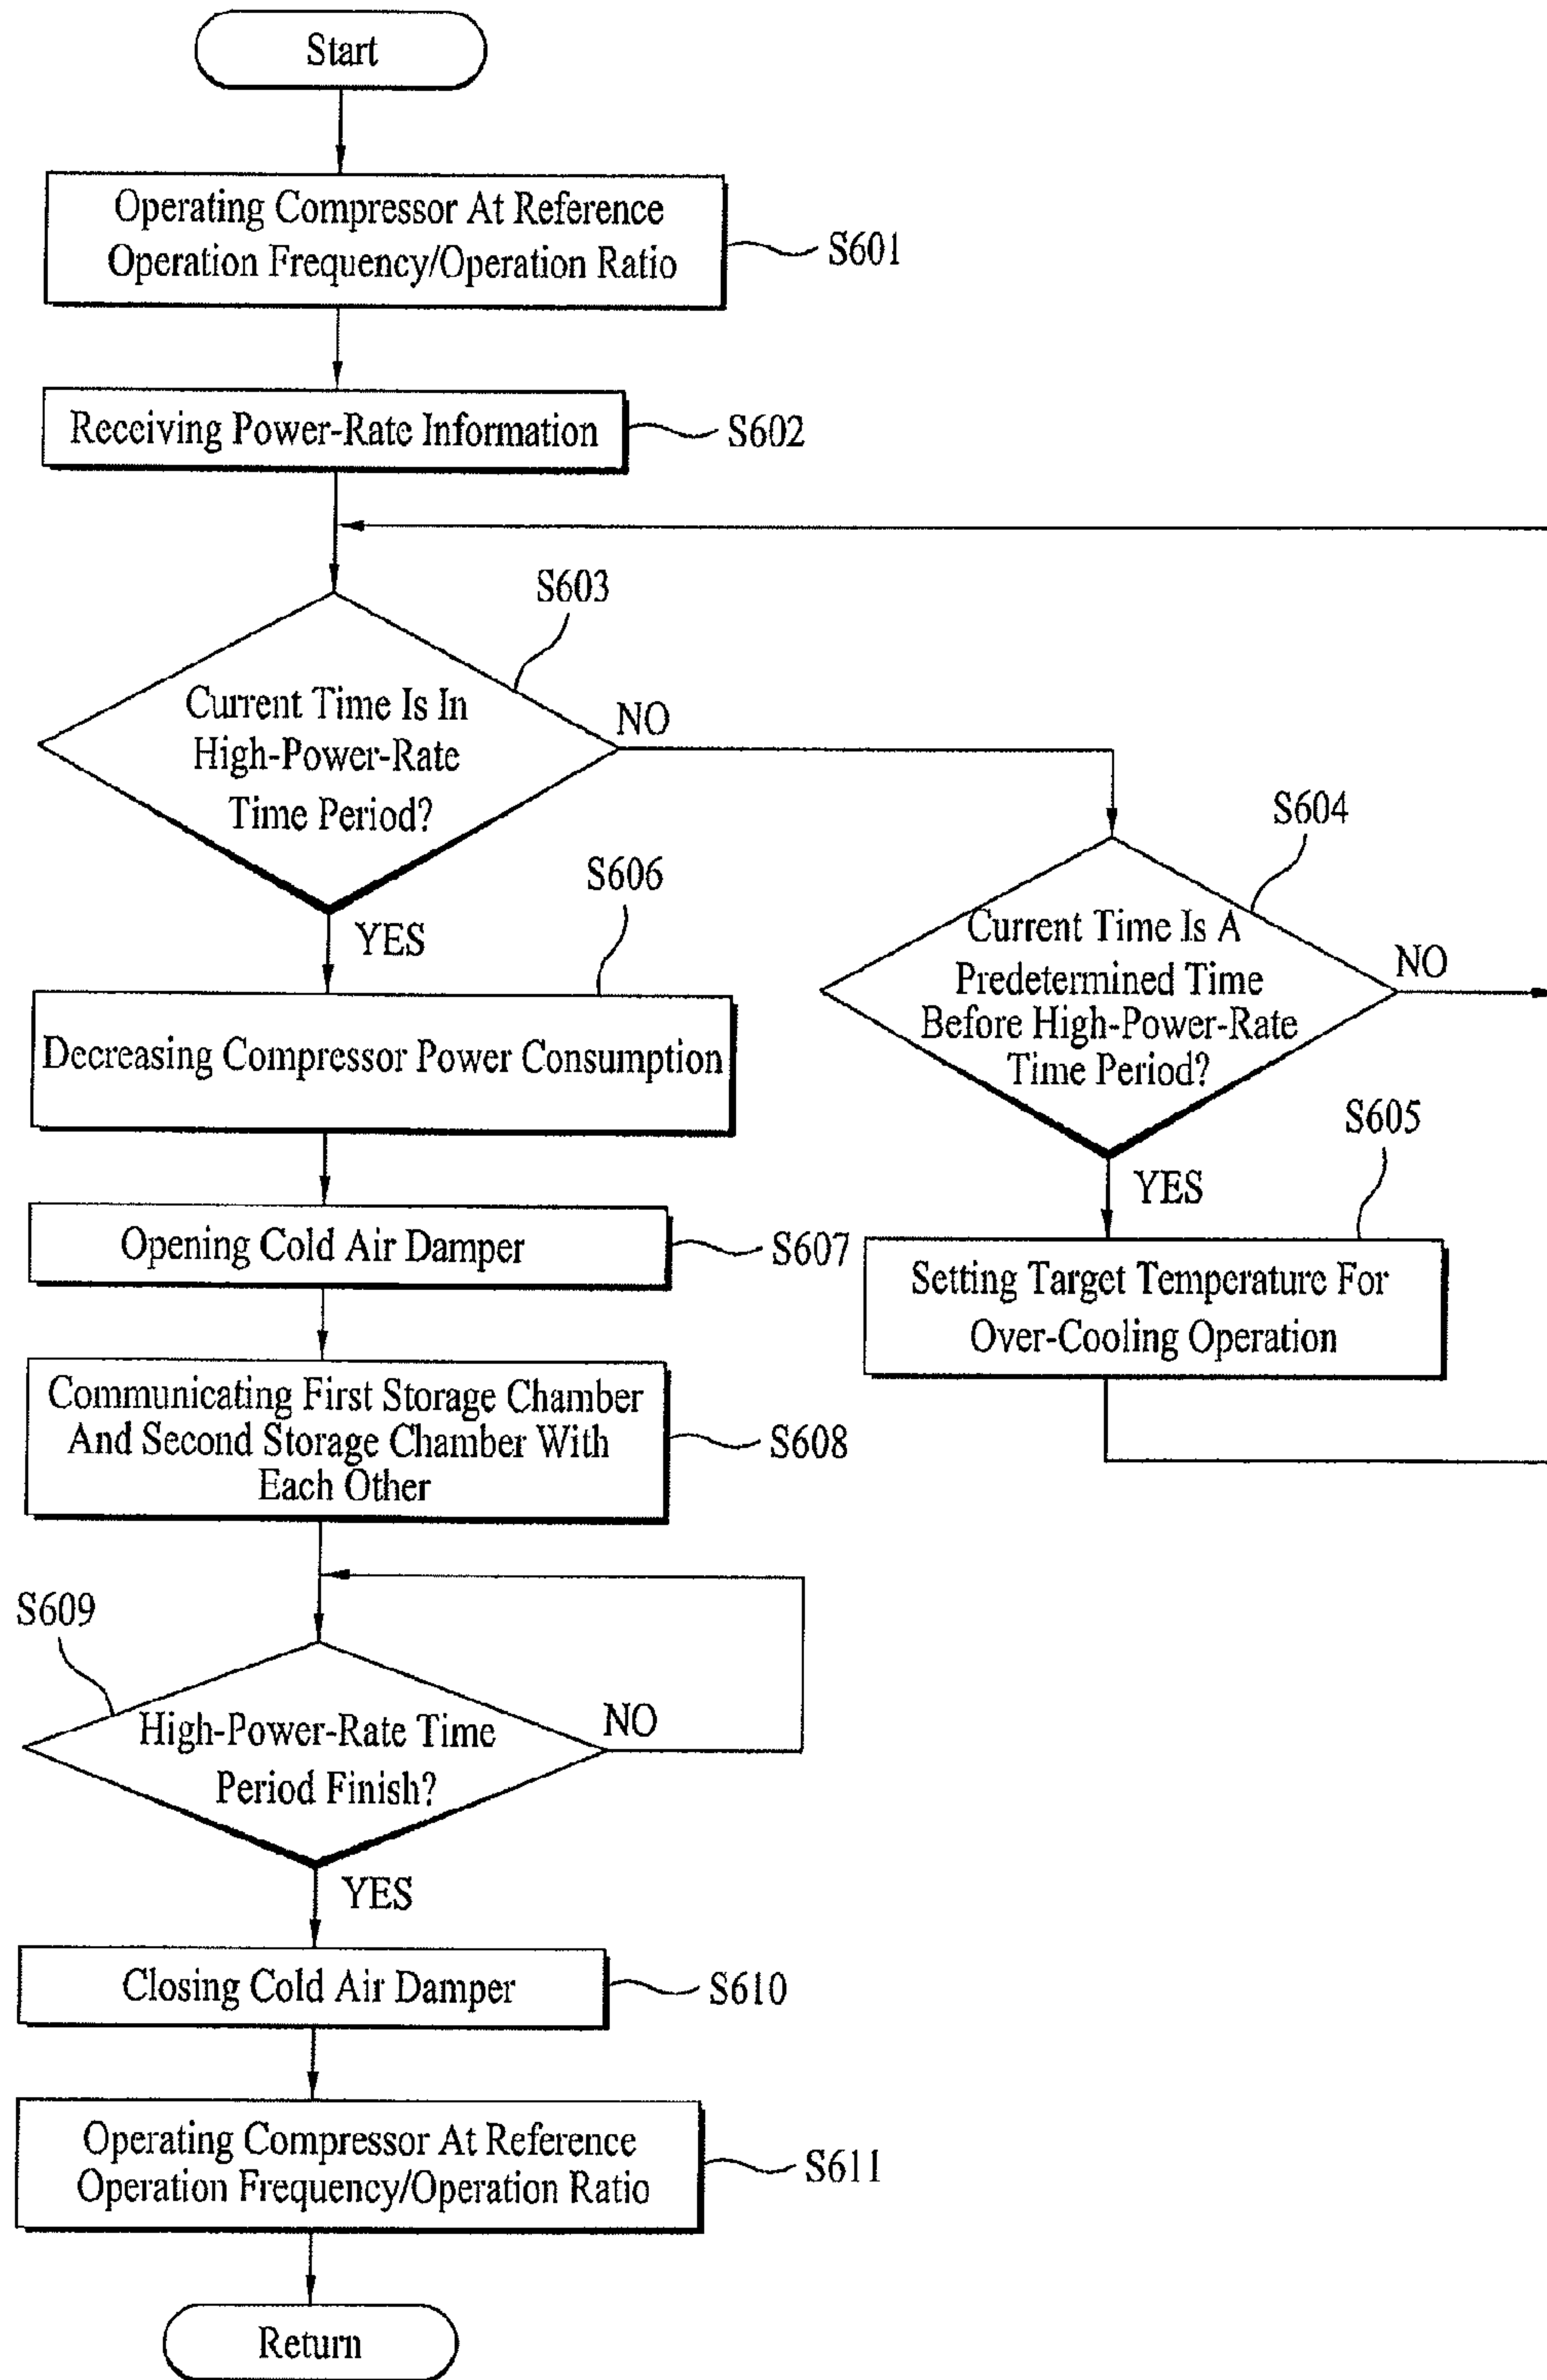 Start
Operating Compressor At Reference
Operation Frequency/Operation Ratio
S601
Receiving Power-Rate Information
S602
S603
Current Time Is In
High-Power-Rate
Time Period?
NO
YES
S604
Current Time Is A
Predetermined Time
Before High-Power-Rate
Time Period?
NO
YES
S605
Setting Target Temperature For
Over-Cooling Operation
S606
Decreasing Compressor Power Consumption
Opening Cold Air Damper
S607
Communicating First Storage Chamber
And Second Storage Chamber With
Each Other
S608
S609
High-Power-Rate Time
Period Finish?
NO
YES
Closing Cold Air Damper
S610
Operating Compressor At Reference
Operation Frequency/Operation Ratio
S611
Return